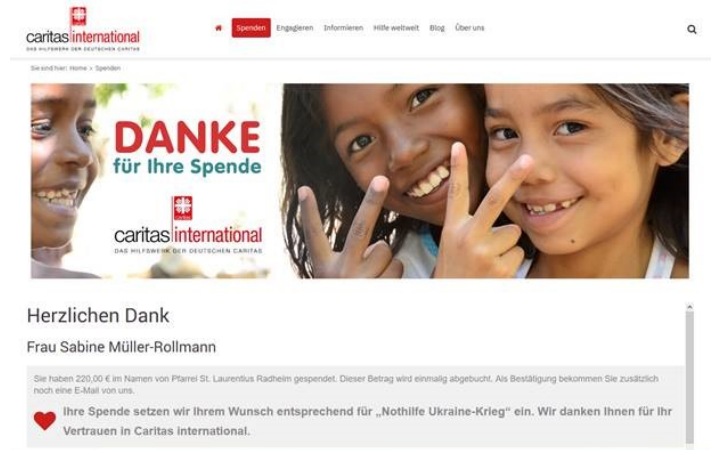 caritas international
DAS HILFSWERK DER DEUTSCHEN CARITAS
Spenden Engagieren Informieren Hilfe weltweit Blog Über uns
Sie sind hier: Home » Spenden
DANKE
für Ihre Spende
Caritas
caritas international
DAS HILFSWERK DER DEUTSCHEN CARITAS
Herzlichen Dank
Frau Sabine Müller-Rollmann
Sie haben 220,00 € im Namen von Pfarrei St. Laurentius Radheim gespendet. Dieser Betrag wird einmalig abgebucht. Als Bestätigung bekommen Sie zusätzlich
noch eine E-Mail von uns.
Ihre Spende setzen wir Ihrem Wunsch entsprechend für „Nothilfe Ukraine-Krieg“ ein. Wir danken Ihnen für Ihr
Vertrauen in Caritas international.